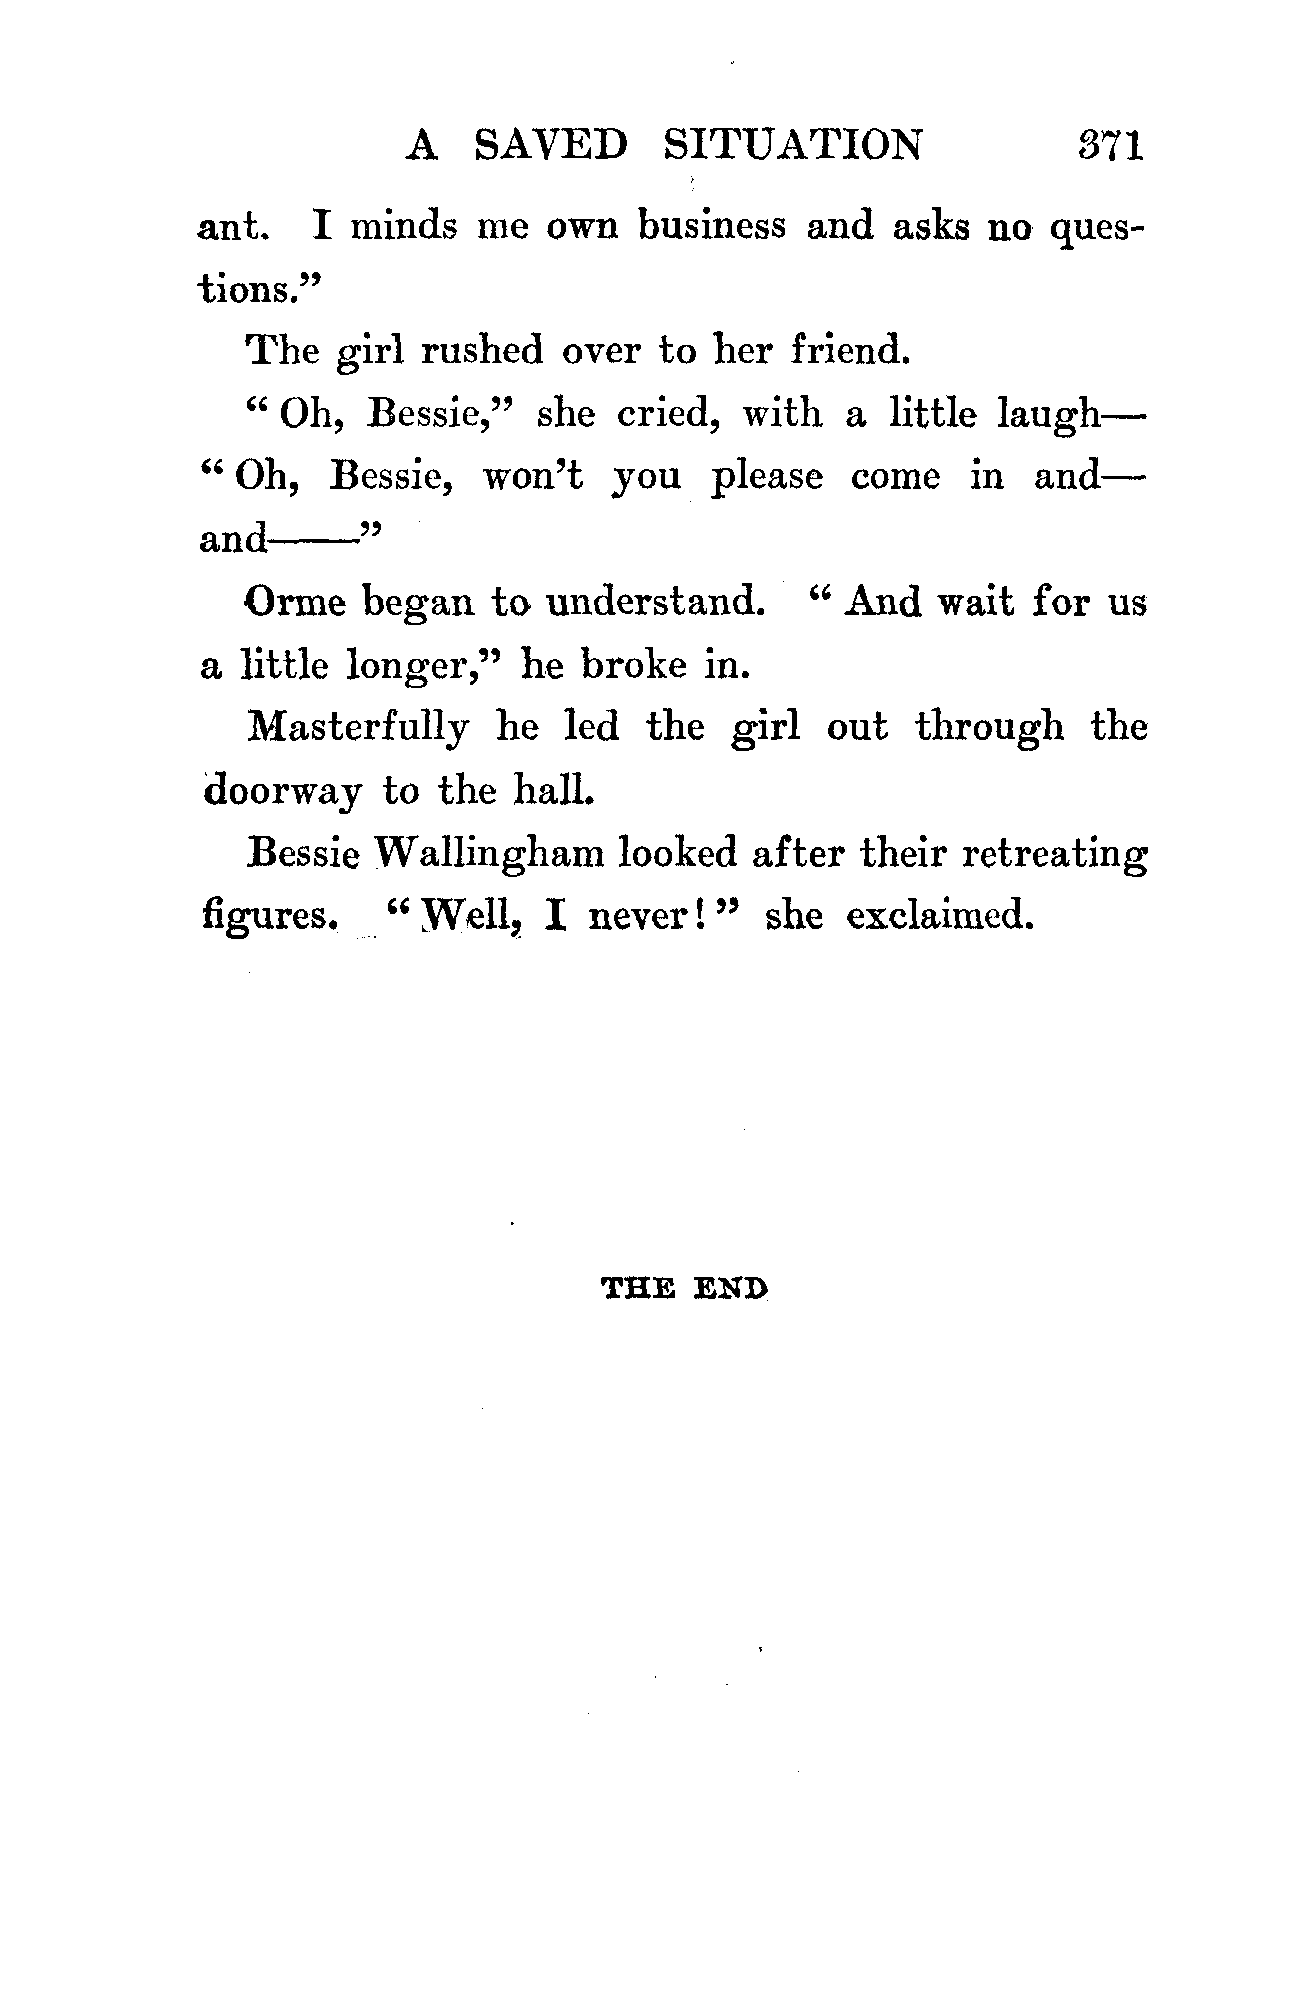 A SAVED SITUATION 371
ant. I minds me own business and asks no ques-
tions.”
The girl rushed over to her friend.
“ Oh, Bessie,” she cried, with a little laugh—
“ Oh, Bessie, won’t you please come in and—
and——”
Orme began to understand. “ And wait for us
a little longer,” he broke in.
Masterfully he led the girl out through the
doorway to the hall.
Bessie Wallingham looked after their retreating
figures. “ Well, I never! ” she exclaimed.
THE END